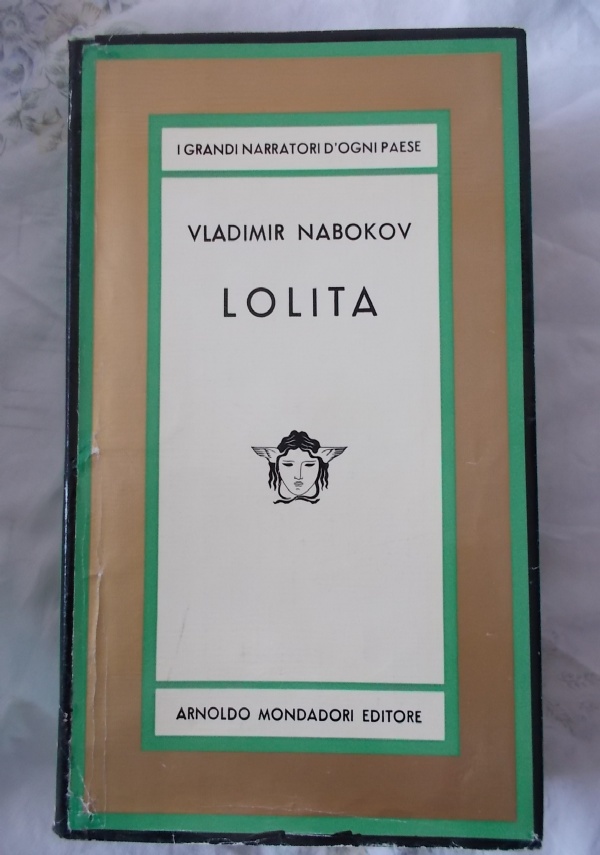 I GRANDI NARRATORI D'OGNI PAESE
VLADIMIR NABOKOV
LOLITA
ARNOLDO MONDADORI EDITORE